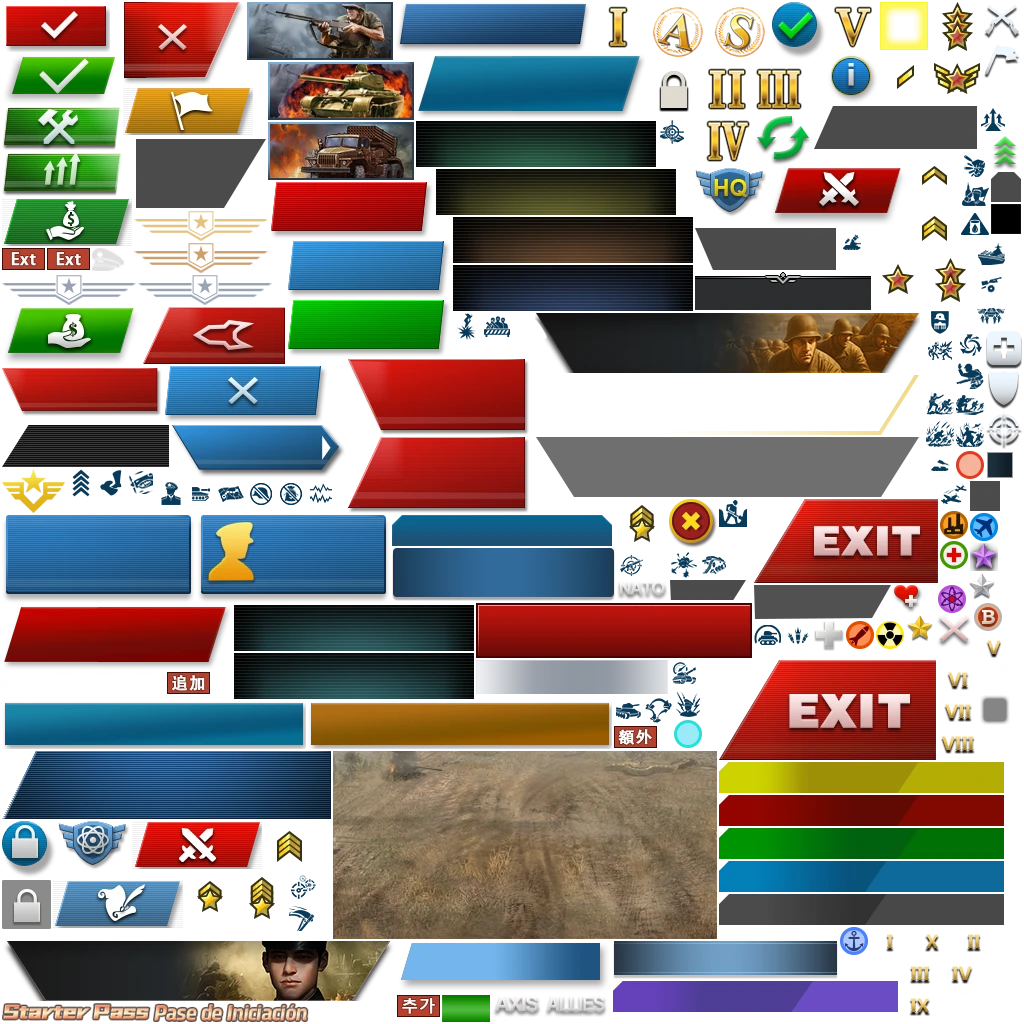 I
A
S
V
i
II
III
IV
HQ
Ext
Ext
EXIT
NATO
B
V
追加
EXIT
VI
VII
VIII
額外
I
X
II
III
IV
IX
Starter Pass
Pase de Iniciación
추가
AXIS
ALLIES